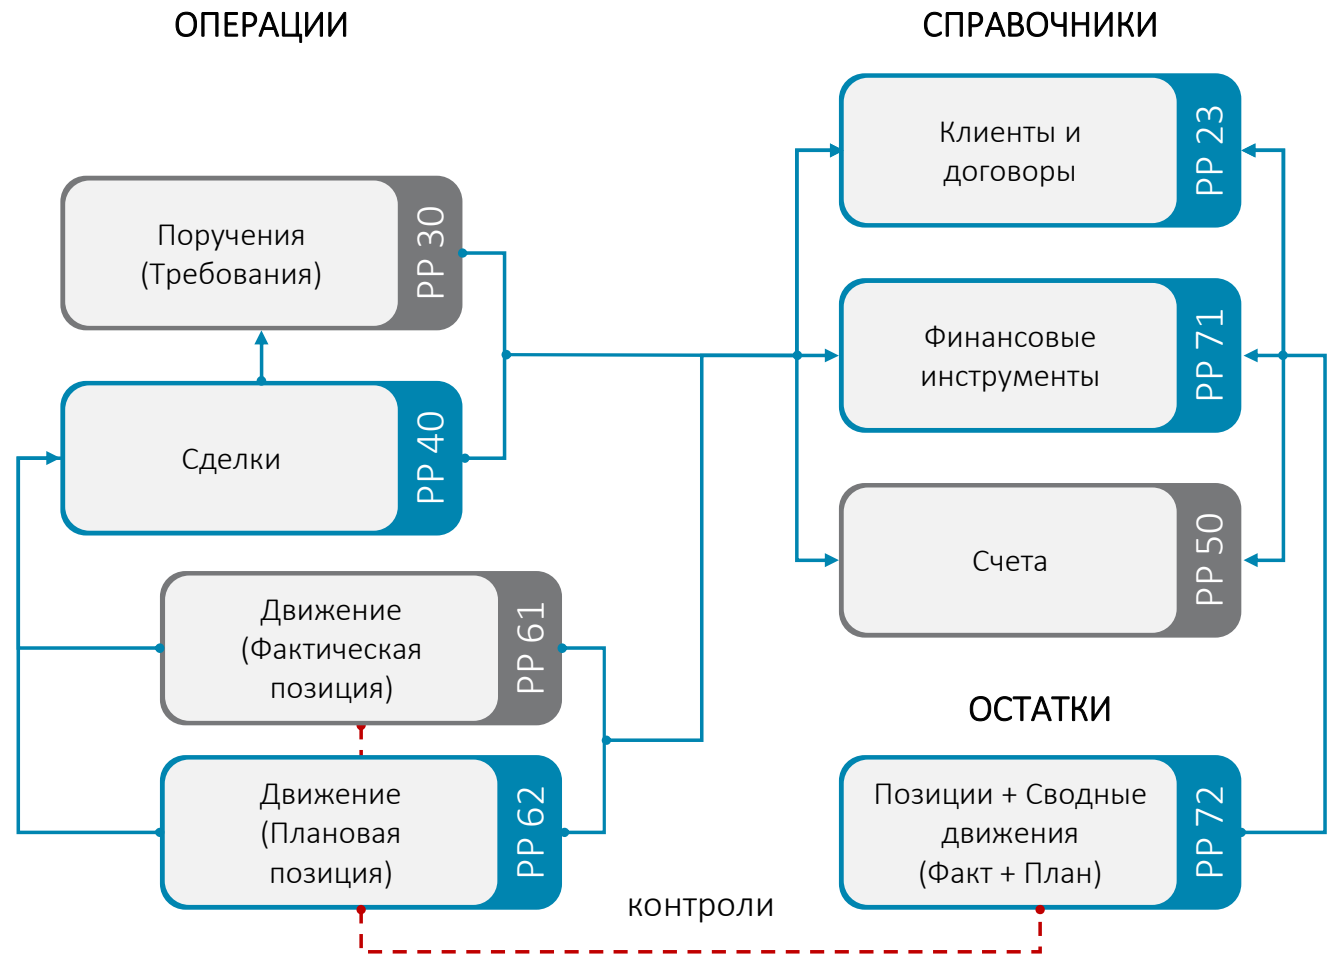 ОПЕРАЦИИ
Поручения
(Требования)
РР 30
Сделки
РР 40
Движение
(Фактическая
позиция)
РР 61
Движение
(Плановая
позиция)
РР 62
контроли
СПРАВОЧНИКИ
Клиенты и
договоры
РР 23
Финансовые
инструменты
РР 71
Счета
РР 50
ОСТАТКИ
Позиции + Сводные
движения
(Факт + План)
РР 72